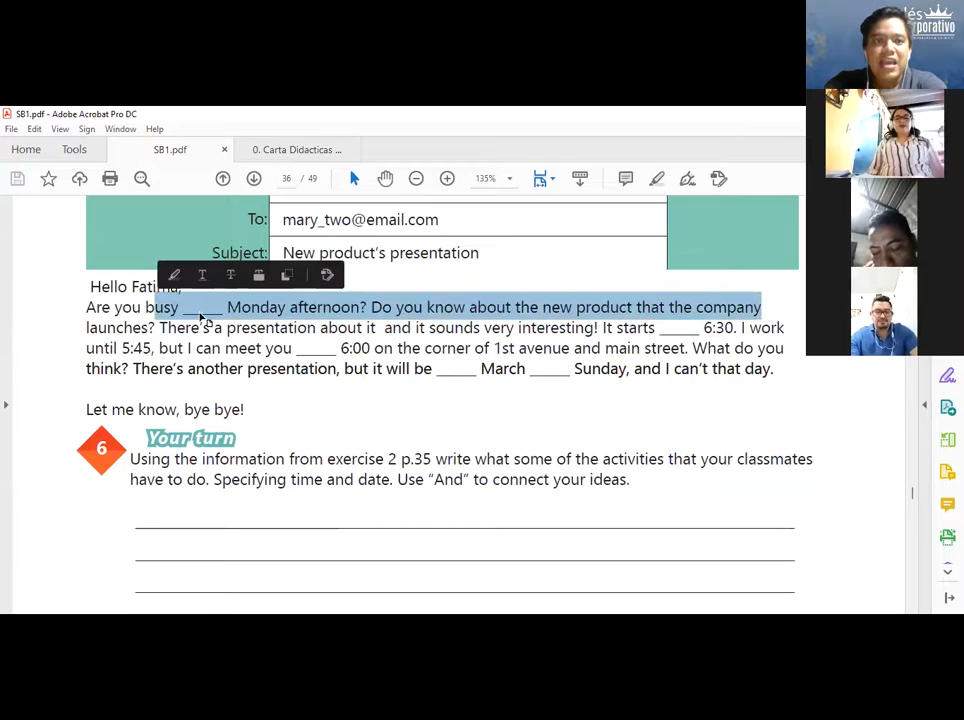 lés
rporativo
SB1.pdf - Adobe Acrobat Pro DC
File Edit View Sign Window Help
Home Tools SB1.pdf × 0. Carta Didacticas ...
36 / 49 135%
To: mary_two@email.com
Subject: New product's presentation
Hello Fatima,
Are you busy _____ Monday afternoon? Do you know about the new product that the company
launches? There's a presentation about it and it sounds very interesting! It starts _____ 6:30. I work
until 5:45, but I can meet you _____ 6:00 on the corner of 1st avenue and main street. What do you
think? There's another presentation, but it will be _____ March _____ Sunday, and I can't that day.
Let me know, bye bye!
6 Your turn
Using the information from exercise 2 p.35 write what some of the activities that your classmates
have to do. Specifying time and date. Use “And” to connect your ideas.